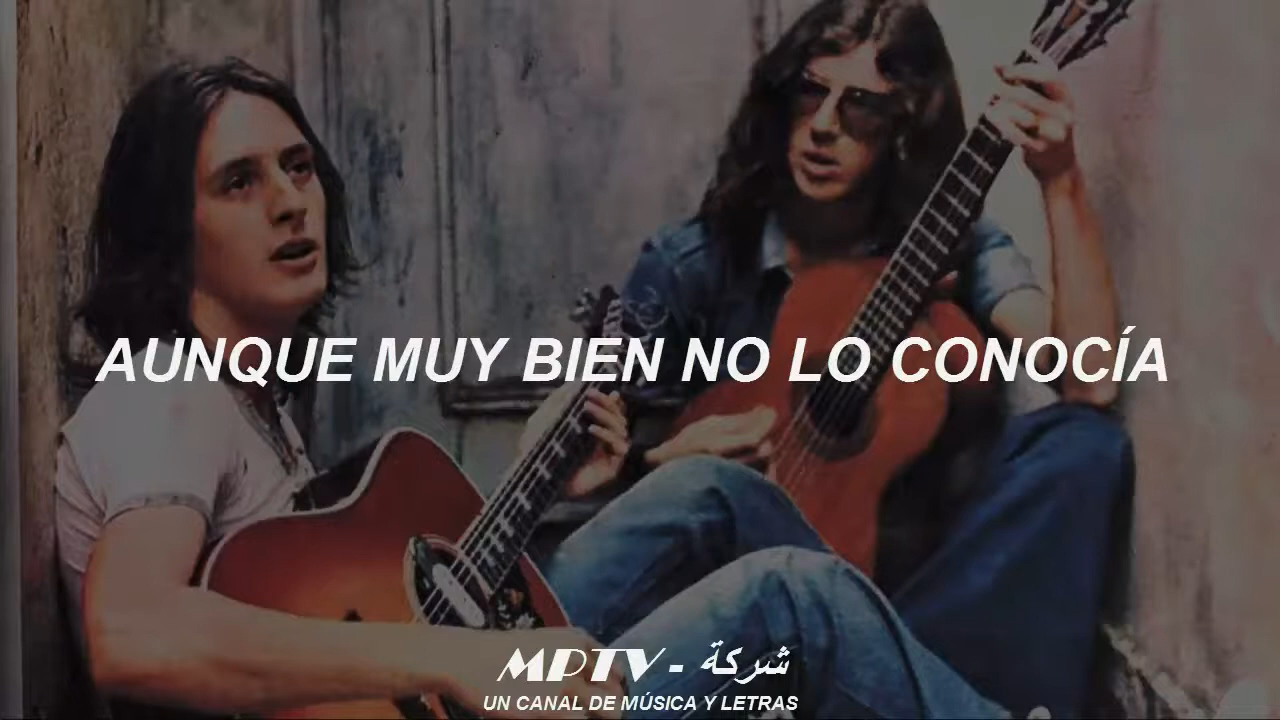 AUNQUE MUY BIEN NO LO CONOCÍA
MPTV - شركة
UN CANAL DE MÚSICA Y LETRAS